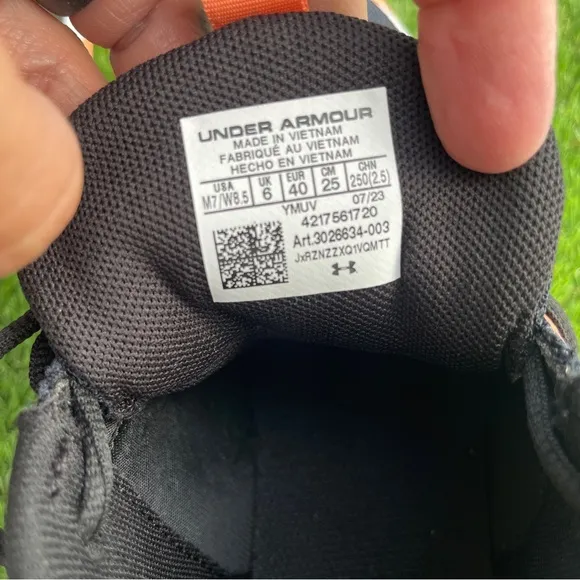 UNDER ARMOUR
MADE IN VIETNAM
FABRIQUÉ AU VIETNAM
HECHO EN VIETNAM
USA UK EUR CM CHN
M7/W8.5 6 40 25 250(2.5)
YMUV 07/23
4217561720
Art.3026634-003
JxRZNZZXQ1VQMTT